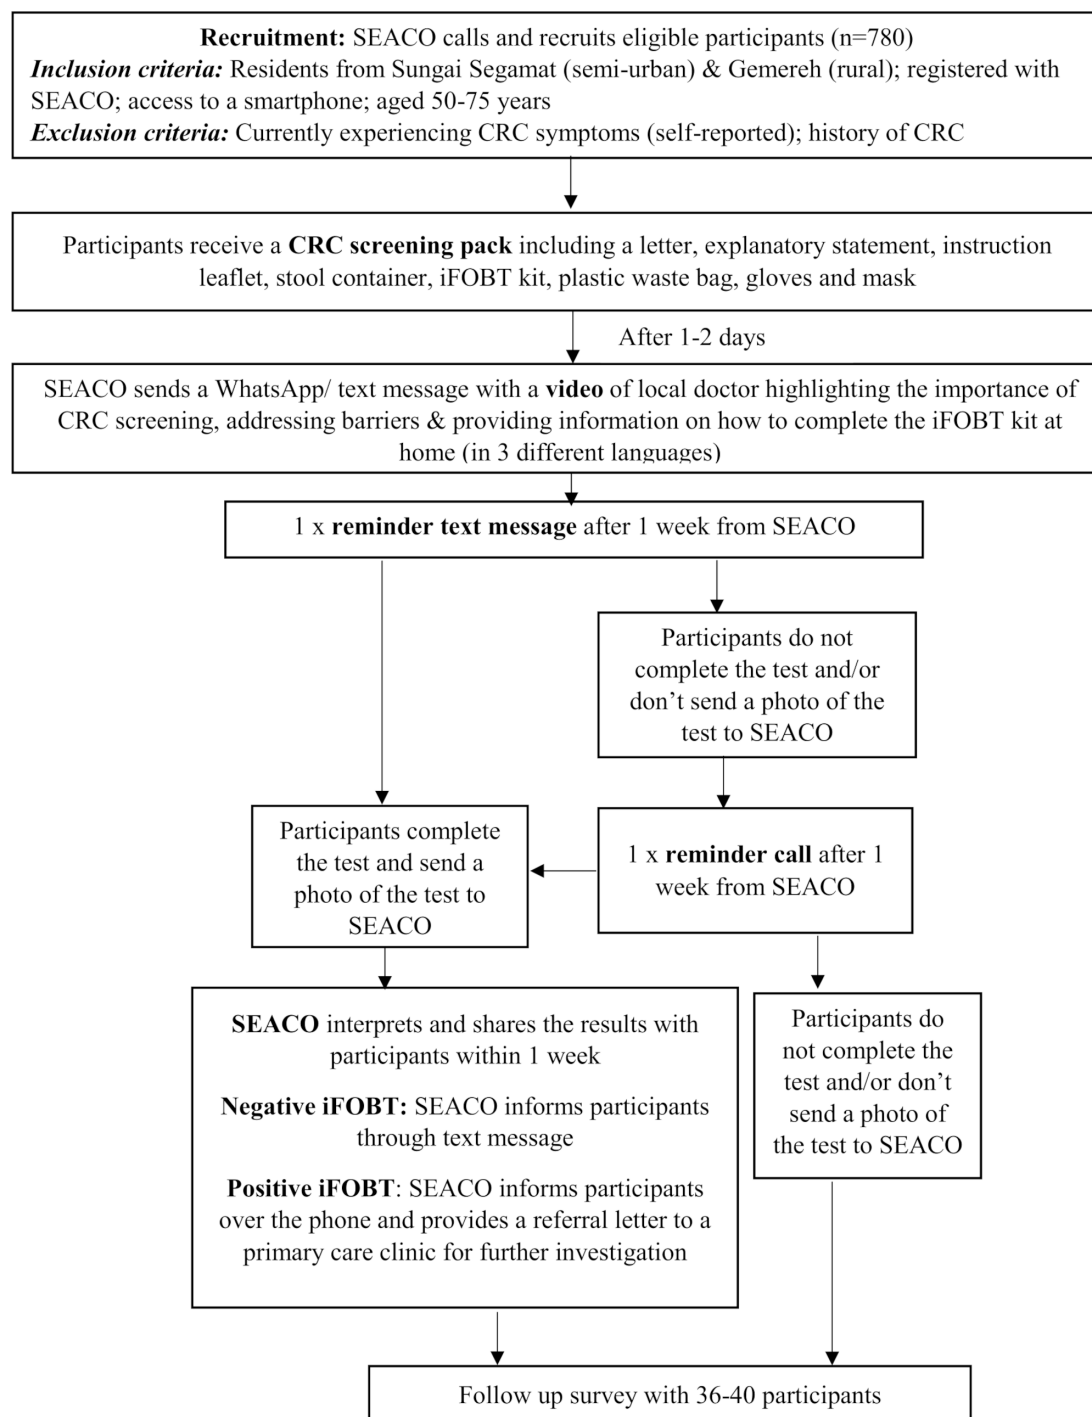 Recruitment: SEACO calls and recruits eligible participants (n=780)
Inclusion criteria: Residents from Sungai Segamat (semi-urban) & Gemereh (rural); registered with
SEACO; access to a smartphone; aged 50-75 years
Exclusion criteria: Currently experiencing CRC symptoms (self-reported); history of CRC
Participants receive a CRC screening pack including a letter, explanatory statement, instruction
leaflet, stool container, iFOBT kit, plastic waste bag, gloves and mask
After 1-2 days
SEACO sends a WhatsApp/ text message with a video of local doctor highlighting the importance of
CRC screening, addressing barriers & providing information on how to complete the iFOBT kit at
home (in 3 different languages)
1 x reminder text message after 1 week from SEACO
Participants do not
complete the test and/or
don’t send a photo of the
test to SEACO
Participants complete
the test and send a
photo of the test to
SEACO
1 x reminder call after 1
week from SEACO
SEACO interprets and shares the results with
participants within 1 week
Negative iFOBT: SEACO informs participants
through text message
Positive iFOBT: SEACO informs participants
over the phone and provides a referral letter to a
primary care clinic for further investigation
Participants do
not complete the
test and/or don’t
send a photo of
the test to SEACO
Follow up survey with 36-40 participants